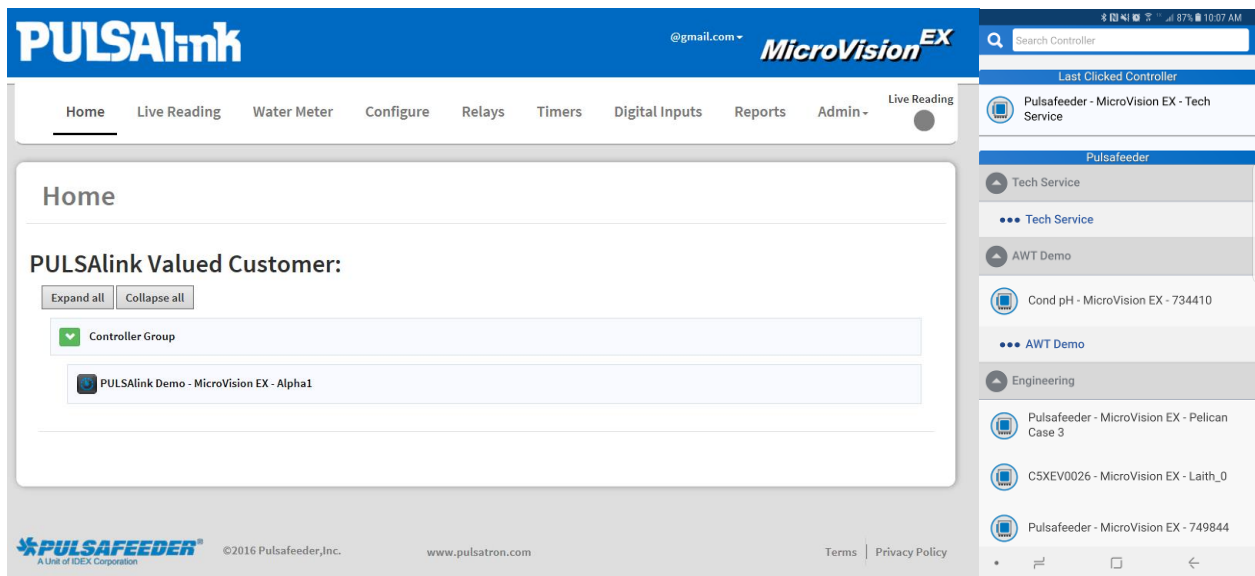 PULSAlink
@gmail.com
MicroVision EX
Home Live Reading Water Meter Configure Relays Timers Digital Inputs Reports Admin Live Reading
Home
PULSAlink Valued Customer:
Expand all Collapse all
Controller Group
PULSAlink Demo - MicroVision EX - Alpha1
PULSAFEEDER®
A Unit of IDEX Corporation
©2016 Pulsafeeder,Inc. www.pulsatron.com Terms | Privacy Policy
87% 10:07 AM
Search Controller
Last Clicked Controller
Pulsafeeder - MicroVision EX - Tech
Service
Pulsafeeder
Tech Service
Tech Service
AWT Demo
Cond pH - MicroVision EX - 734410
AWT Demo
Engineering
Pulsafeeder - MicroVision EX - Pelican
Case 3
C5XEV0026 - MicroVision EX - Laith_0
Pulsafeeder - MicroVision EX - 749844